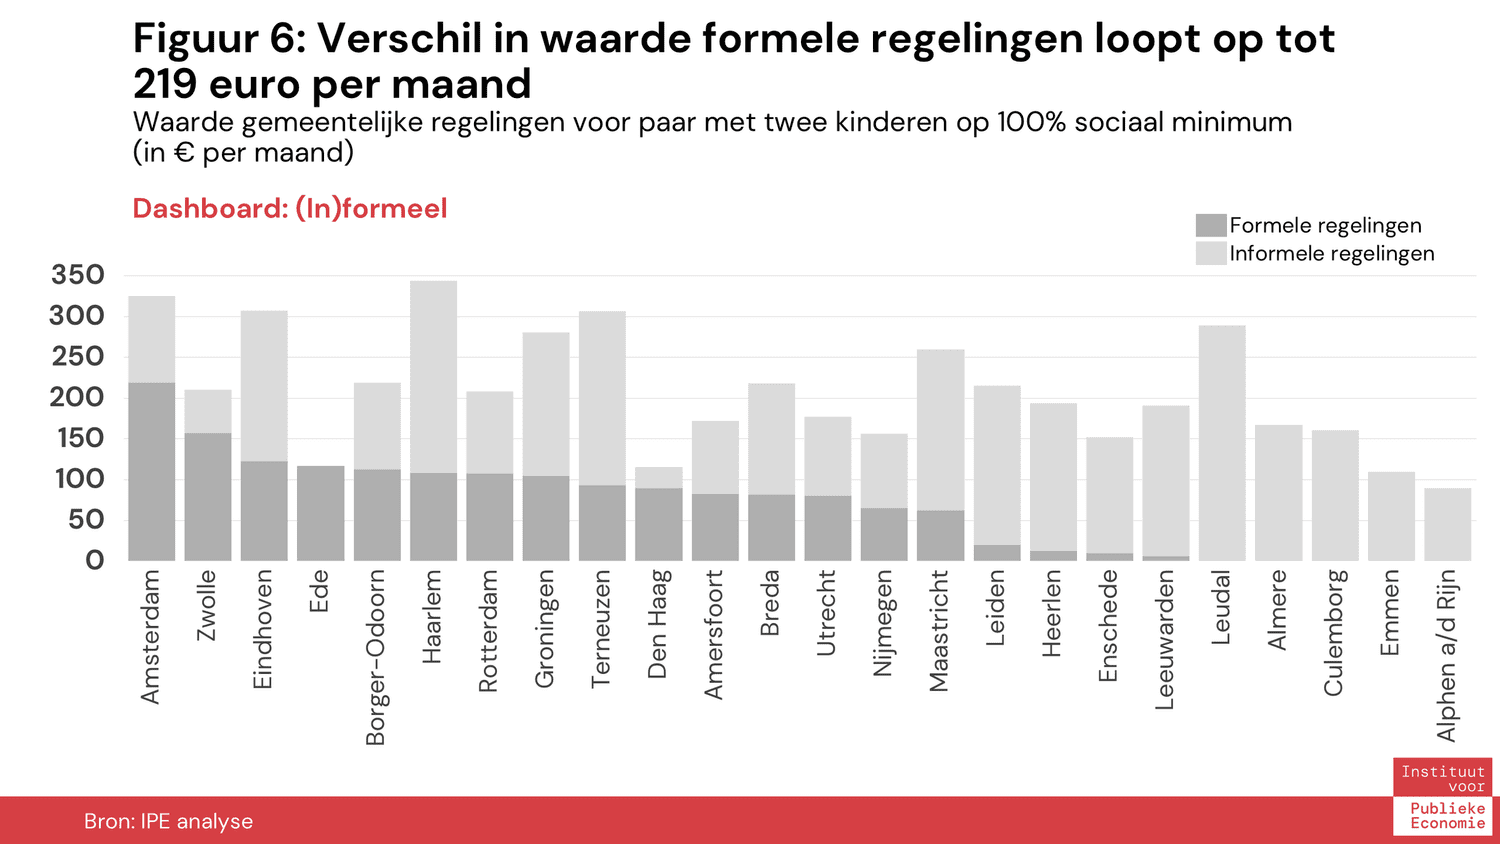 Figuur 6: Verschil in waarde formele regelingen loopt op tot
219 euro per maand
Waarde gemeentelijke regelingen voor paar met twee kinderen op 100% sociaal minimum
(in € per maand)
Dashboard: (In)formeel
Formele regelingen
Informele regelingen
350
300
250
200
150
100
50
0
Amsterdam
Zwolle
Eindhoven
Ede
Borger-Odoorn
Haarlem
Rotterdam
Groningen
Terneuzen
Den Haag
Amersfoort
Breda
Utrecht
Nijmegen
Maastricht
Leiden
Heerlen
Enschede
Leeuwarden
Leudal
Almere
Culemborg
Emmen
Alphen a/d Rijn
Instituut
voor
Publieke
Economie
Bron: IPE analyse